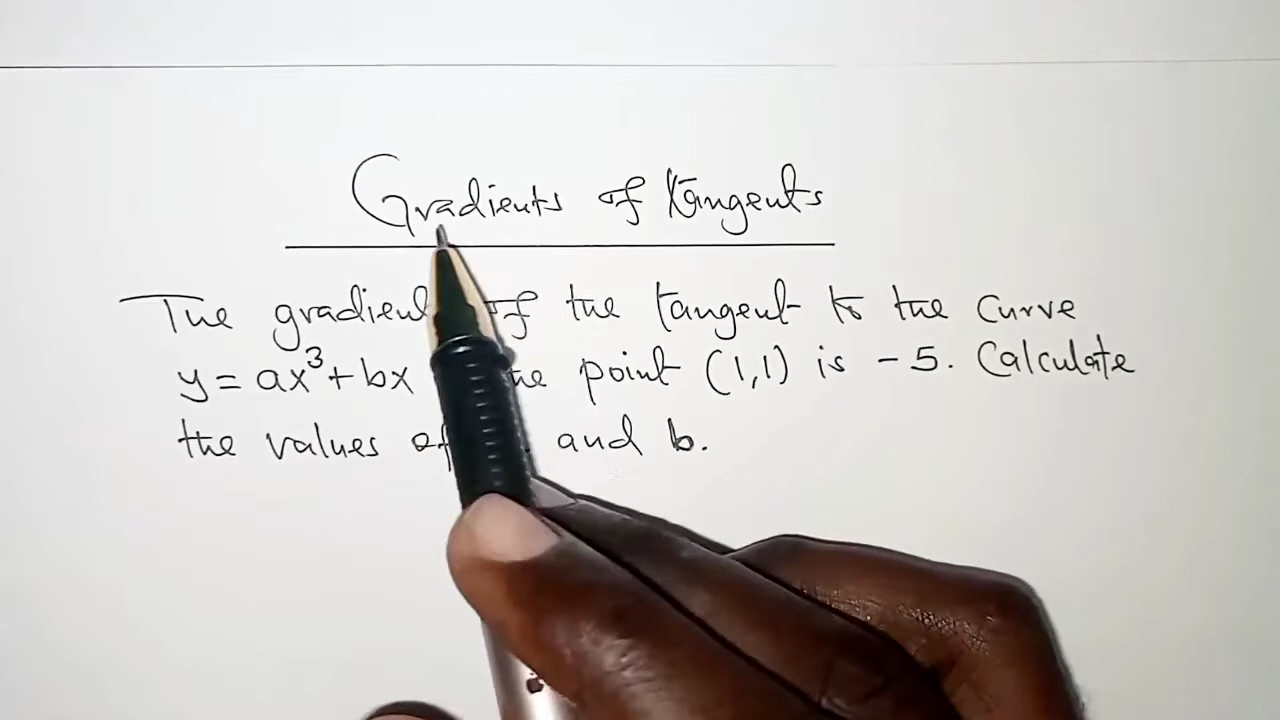 Gradients of tangents
The gradient of the tangent to the curve
y = ax³ + bx the point (1,1) is -5. Calculate
the values of and b.